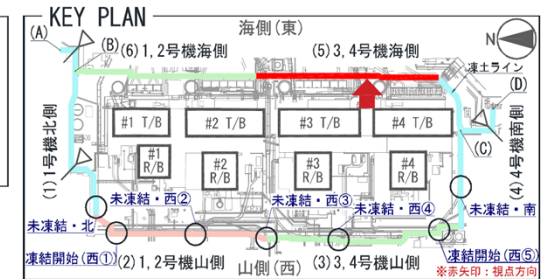 KEY PLAN
海側(東)
N
(A)
(B)
(6)1,2号機海側
(5)3,4号機海側
凍土ライン
(D)
#1 T/B
#2 T/B
#3 T/B
#4 T/B
(C)
#1
R/B
#2
R/B
#3
R/B
#4
R/B
(1)1号機北側
(4)4号機南側
未凍結・西②
未凍結・西③
未凍結・西④
未凍結・南
未凍結・北
凍結開始(西①)
(2)1,2号機山側
山側(西)
(3)3,4号機山側
凍結開始(西⑤)
※赤矢印:視点方向